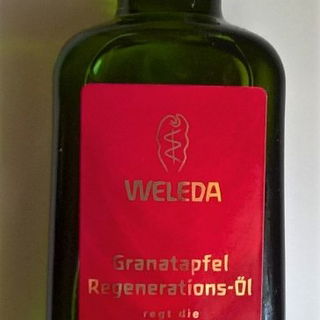 WELEDA
Granatapfel
Regenerations-Öl
regt die